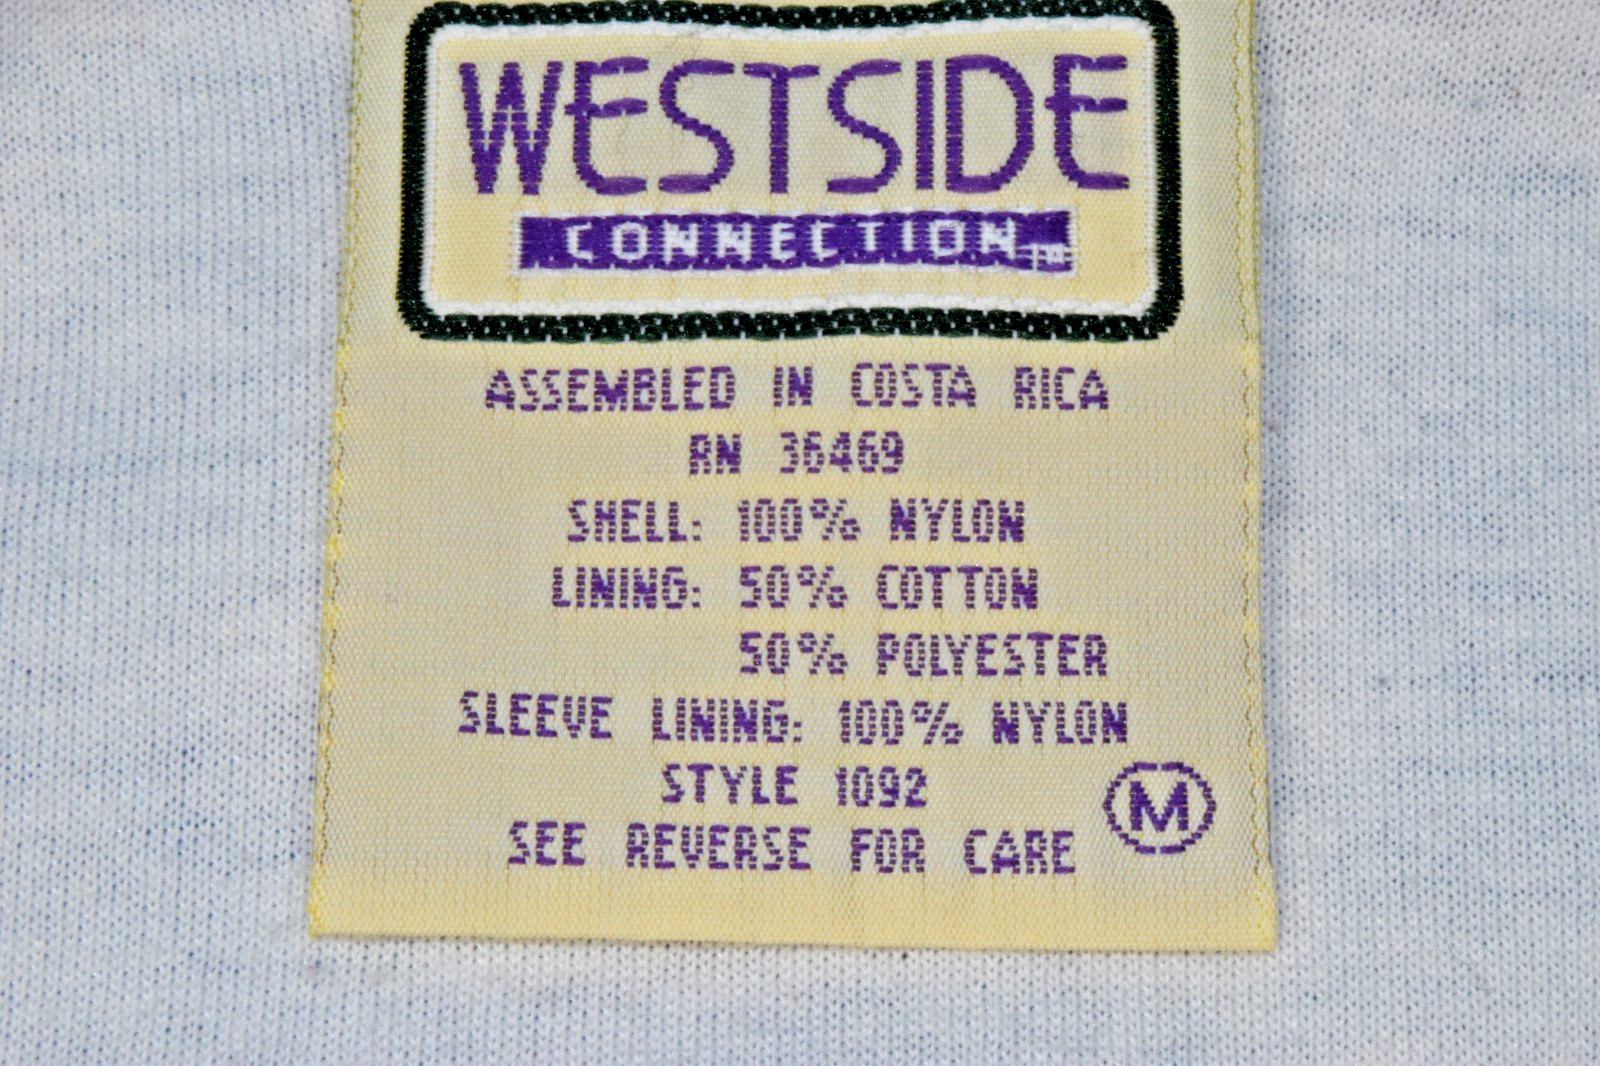 WESTSIDE
CONNECTION™
ASSEMBLED IN COSTA RICA
RN 36469
SHELL: 100% NYLON
LINING: 50% COTTON
50% POLYESTER
SLEEVE LINING: 100% NYLON
STYLE 1092
M
SEE REVERSE FOR CARE